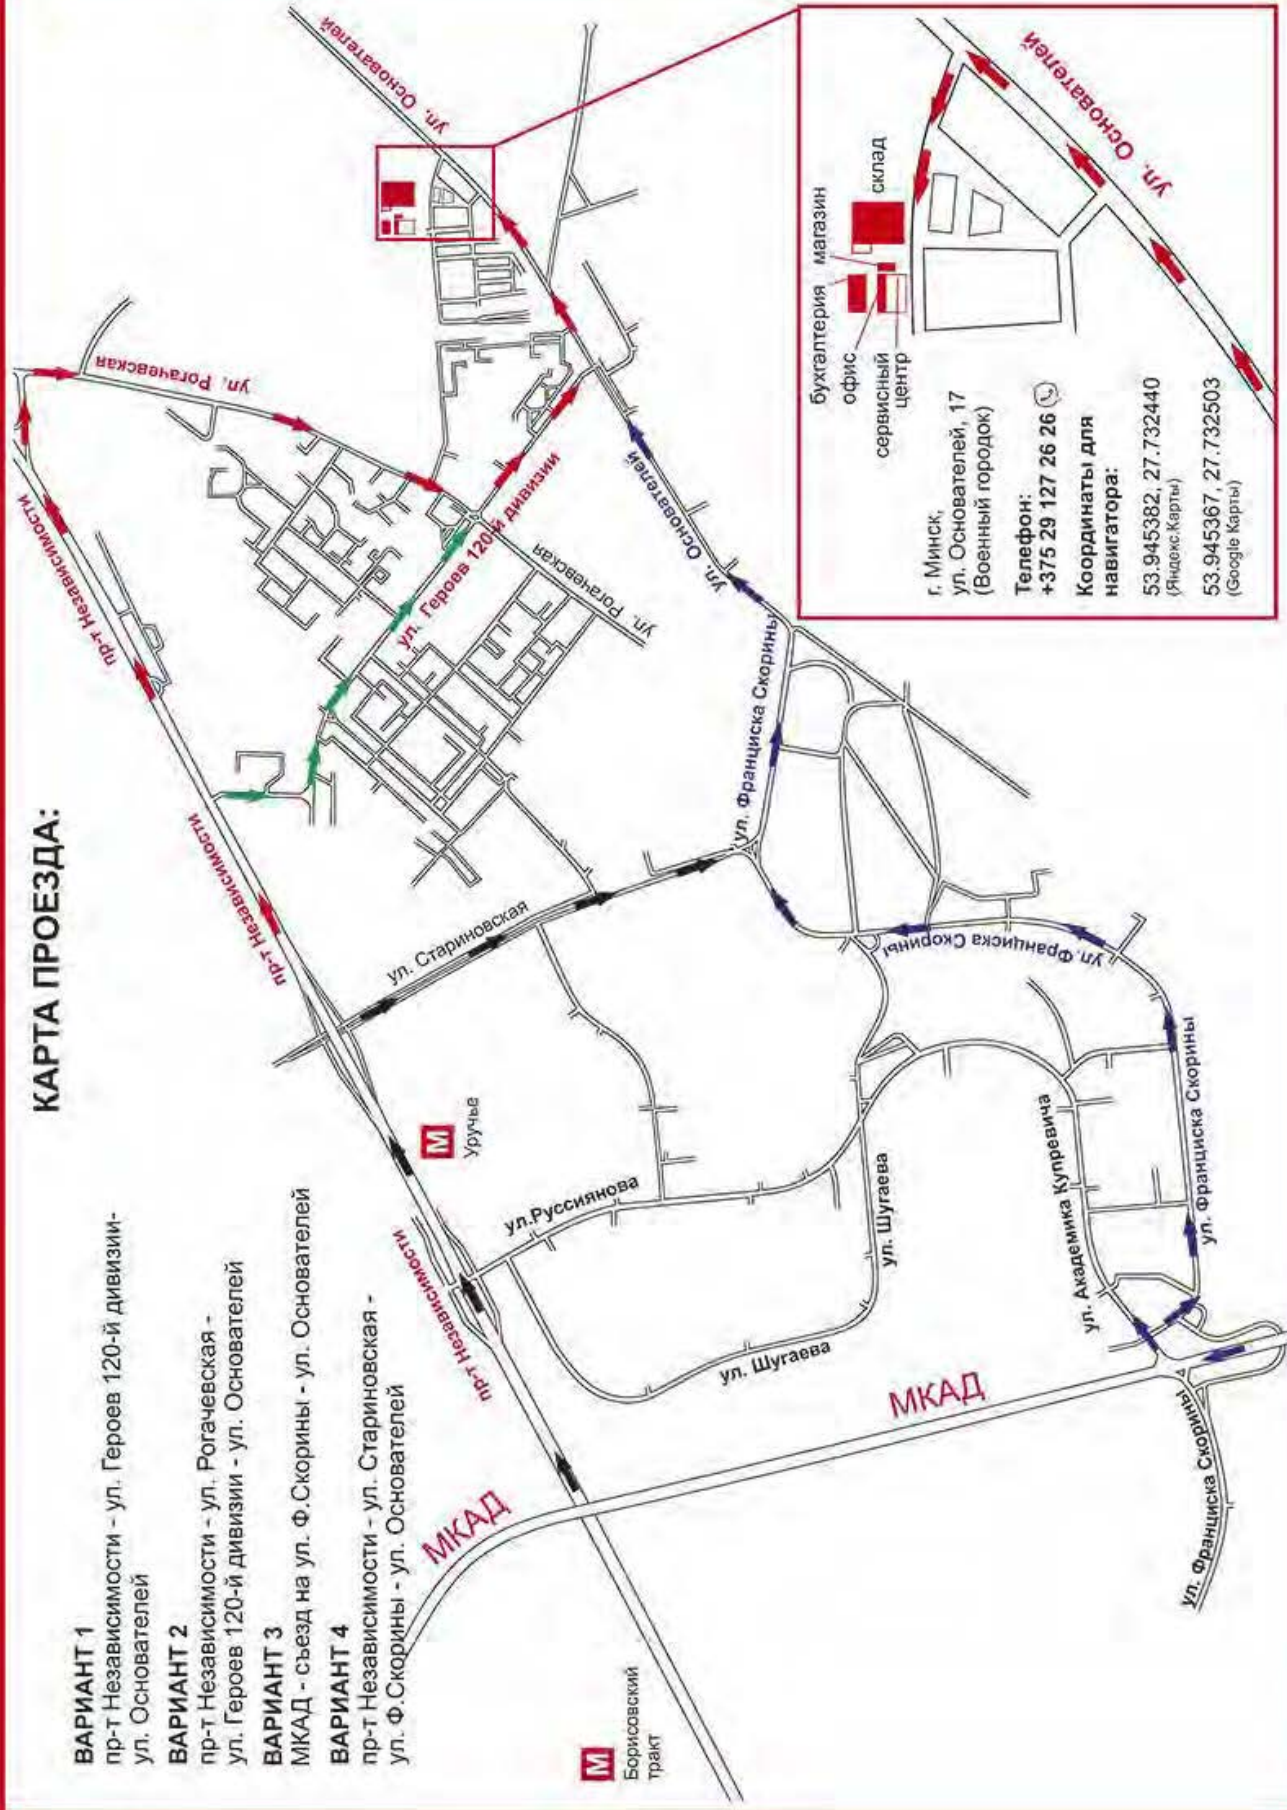 КАРТА ПРОЕЗДА:
ВАРИАНТ 1
пр-т Независимости - ул. Героев 120-й дивизии-
ул. Основателей
ВАРИАНТ 2
пр-т Независимости - ул. Рогачевская -
ул. Героев 120-й дивизии - ул. Основателей
ВАРИАНТ 3
МКАД - съезд на ул. Ф.Скорины - ул. Основателей
ВАРИАНТ 4
пр-т Независимости - ул. Стариновская -
ул. Ф.Скорины - ул. Основателей
М
Борисовский
тракт
МКАД
пр-т Независимости
М
Уручье
ул.Руссиянова
ул. Шугаева
ул. Шугаева
МКАД
ул. Франциска Скорины
ул. Франциска Скорины
ул. Академика Купревича
ул. Франциска Скорины
ул.Франциска Скорины
ул. Франциска Скорины
ул. Стариновская
пр-т Независимости
пр-т Независимости
пр-т Независимости
ул. Рогачевская
ул. Героев 120-й дивизии
ул. Рогачевская
ул. Основателей
ул. Основателей
бухгалтерия
магазин
офис
склад
сервисный
центр
ул. Основателей
г. Минск,
ул. Основателей, 17
(Военный городок)
Телефон:
+375 29 127 26 26
Координаты для
навигатора:
53.945382, 27.732440
(Яндекс.Карты)
53.945367, 27.732503
(Google Карты)